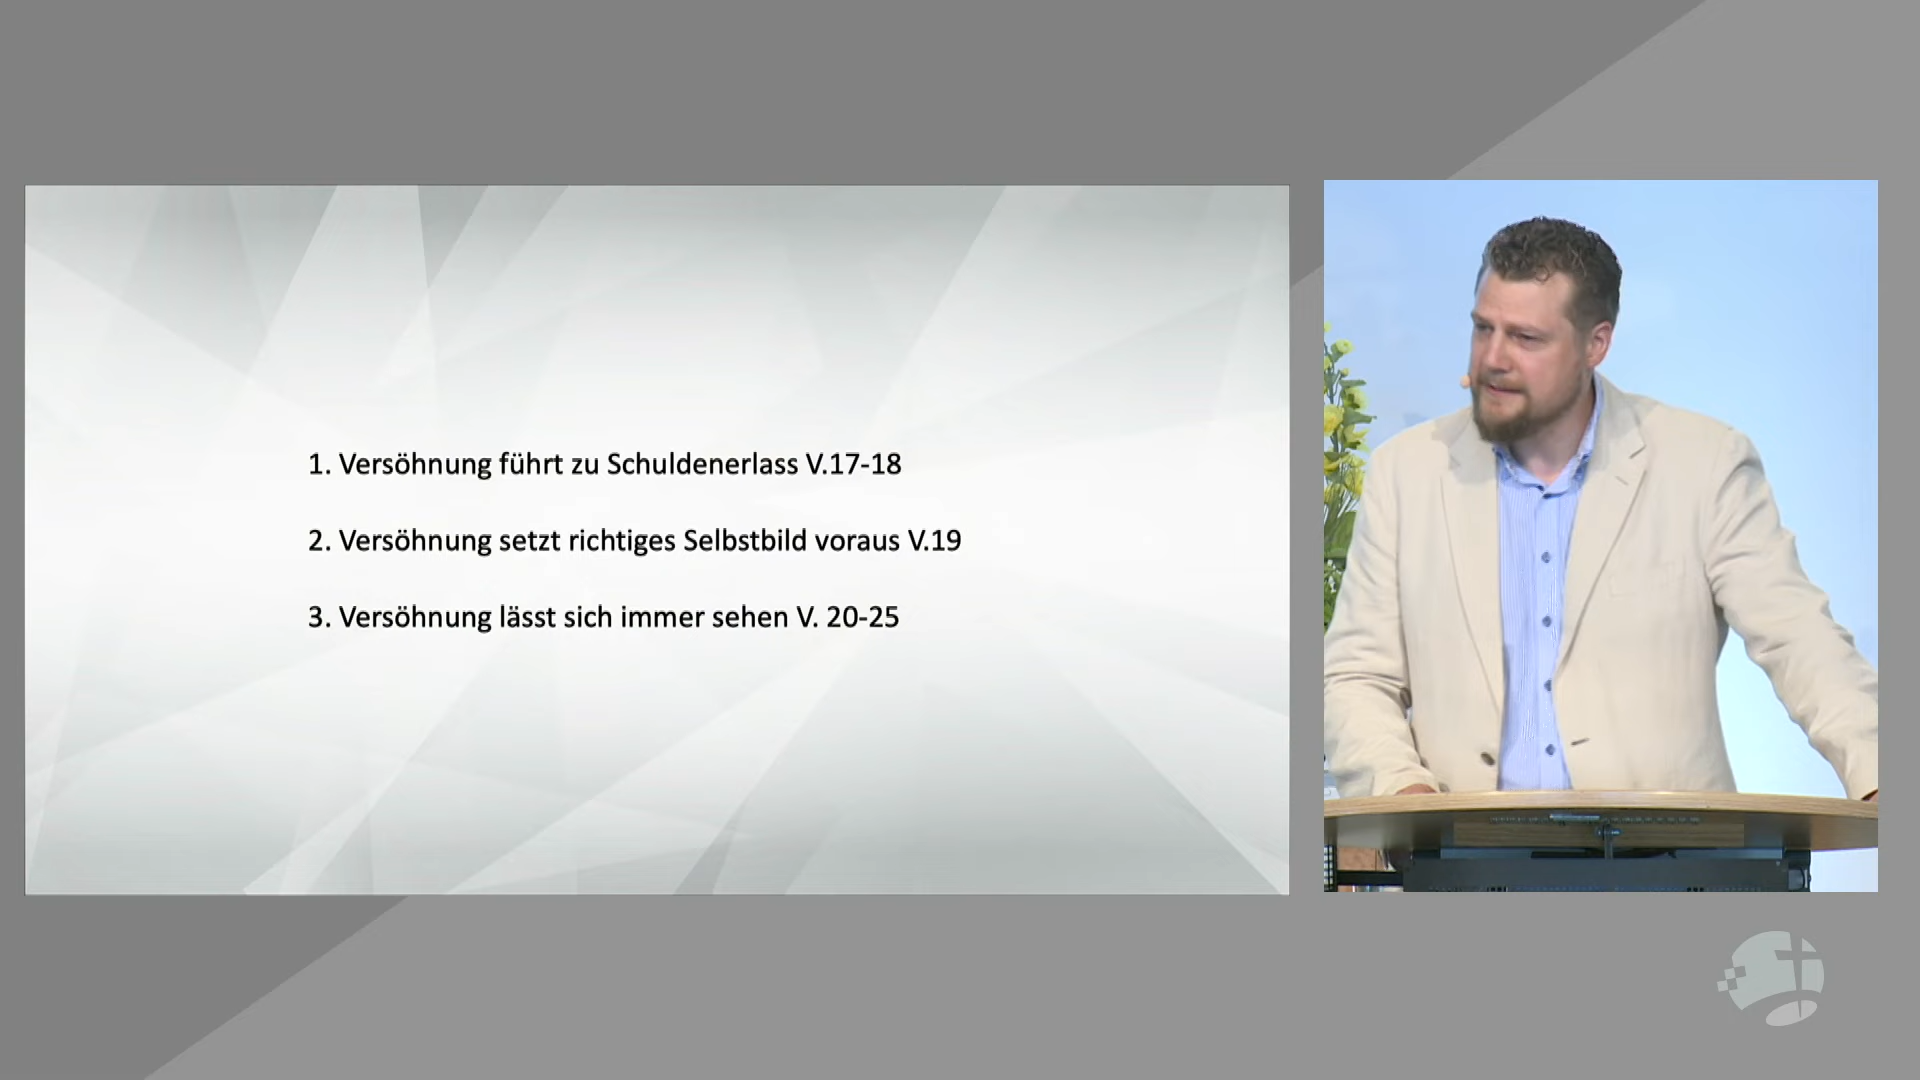 1. Versöhnung führt zu Schuldenerlass V.17-18
2. Versöhnung setzt richtiges Selbstbild voraus V.19
3. Versöhnung lässt sich immer sehen V. 20-25